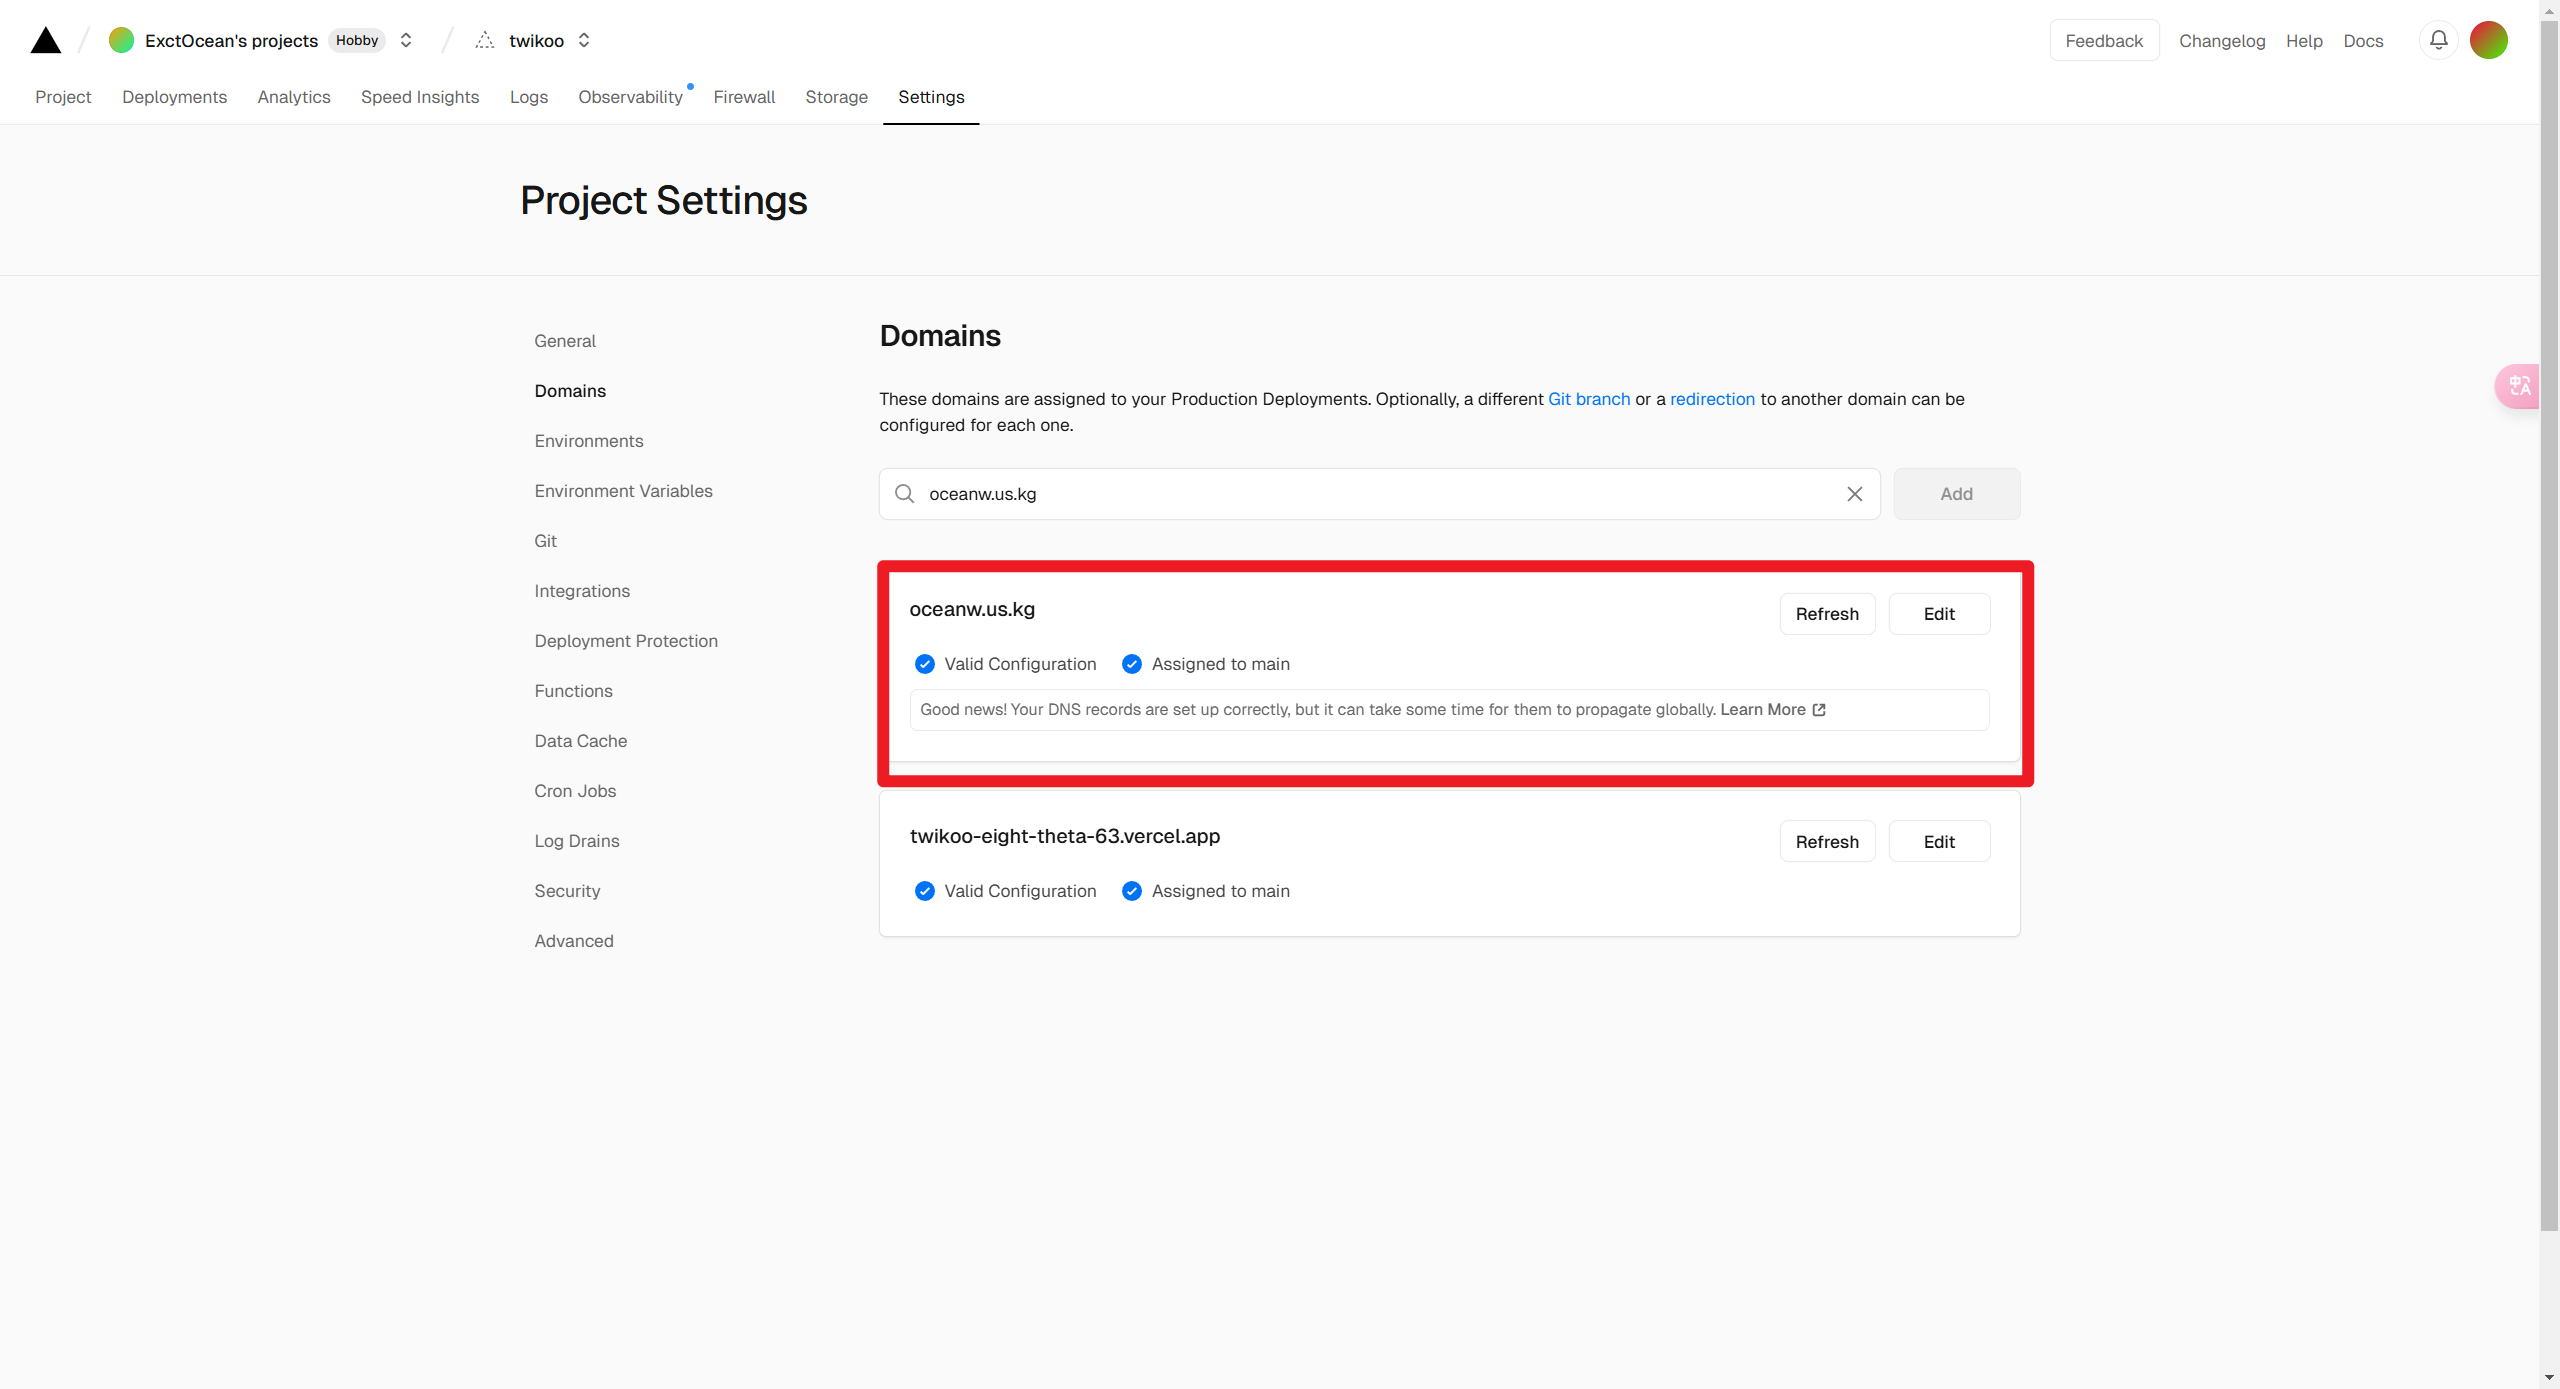 ExctOcean's projects Hobby twikoo Feedback Changelog Help Docs
Project Deployments Analytics Speed Insights Logs Observability Firewall Storage Settings
Project Settings
General
Domains
Environments
Environment Variables
Git
Integrations
Deployment Protection
Functions
Data Cache
Cron Jobs
Log Drains
Security
Advanced
Domains
These domains are assigned to your Production Deployments. Optionally, a different Git branch or a redirection to another domain can be
configured for each one.
oceanw.us.kg Add
oceanw.us.kg Refresh Edit
Valid Configuration Assigned to main
Good news! Your DNS records are set up correctly, but it can take some time for them to propagate globally. Learn More
twikoo-eight-theta-63.vercel.app Refresh Edit
Valid Configuration Assigned to main
中A